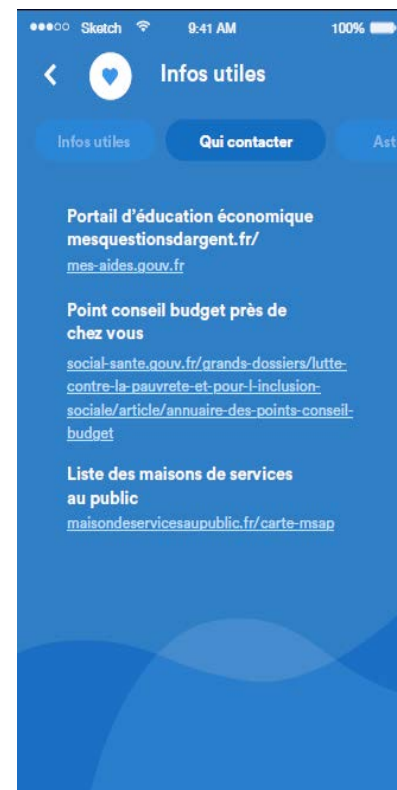 Sketch 9:41 AM 100%
Infos utiles
Infos utiles Qui contacter Ast
Portail d'éducation économique
mesquestionsdargent.fr/
mes-aides.gouv.fr
Point conseil budget près de
chez vous
social-sante.gouv.fr/grands-dossiers/lutte-
contre-la-pauvrete-et-pour-l-inclusion-
sociale/article/annuaire-des-points-conseil-
budget
Liste des maisons de services
au public
maisondeservicesaupublic.fr/carte-msap